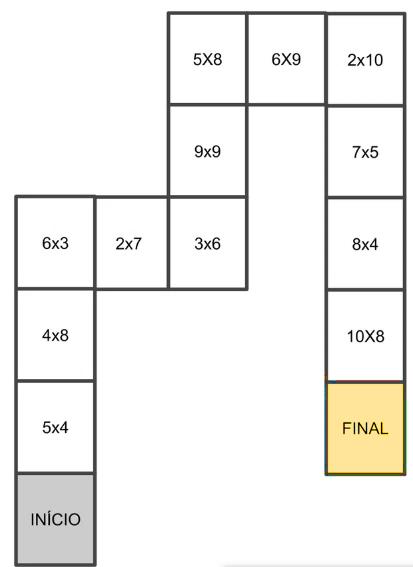 5X8 6X9 2x10
9x9 7x5
6x3 2x7 3x6 8x4
4x8 10X8
5x4 FINAL
INÍCIO